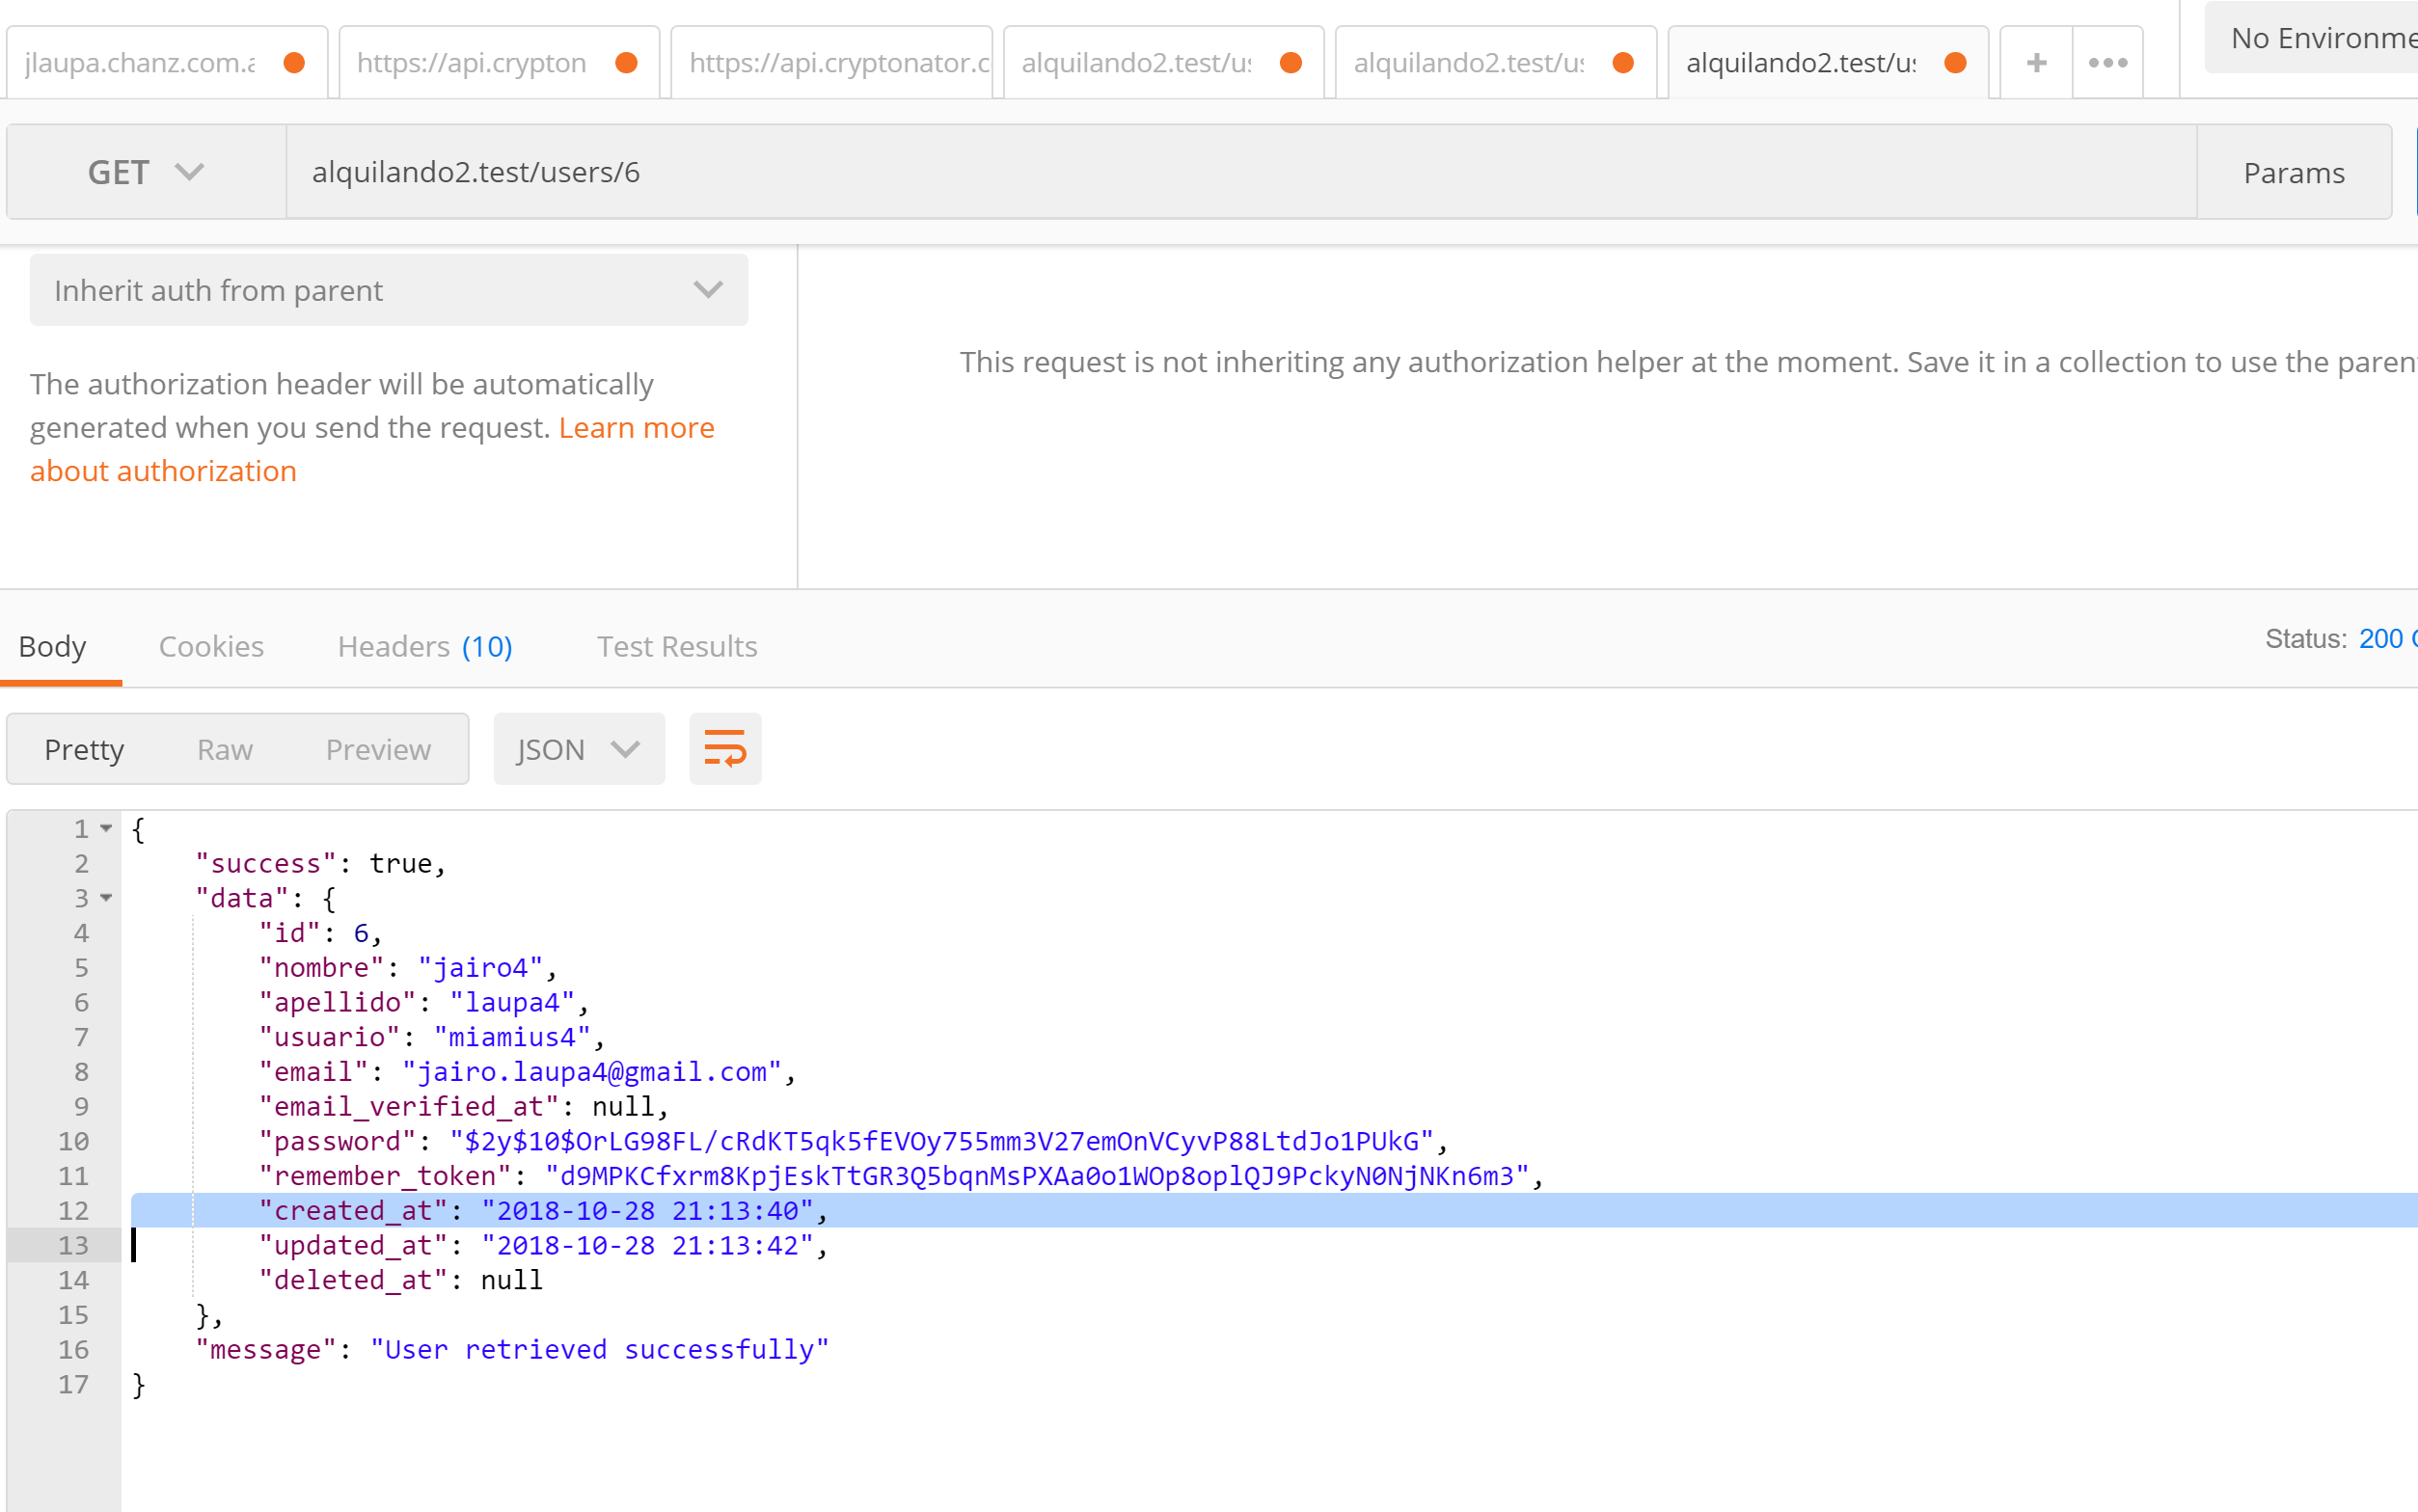 jlaupa.chanz.com.a https://api.crypton https://api.cryptonator.c alquilando2.test/us alquilando2.test/us alquilando2.test/us + ••• No Environme
GET alquilando2.test/users/6 Params
Inherit auth from parent
The authorization header will be automatically
generated when you send the request. Learn more
about authorization
This request is not inheriting any authorization helper at the moment. Save it in a collection to use the paren
Body Cookies Headers (10) Test Results Status: 200
Pretty Raw Preview JSON
1 {
2 "success": true,
3 "data": {
4 "id": 6,
5 "nombre": "jairo4",
6 "apellido": "laupa4",
7 "usuario": "miamius4",
8 "email": "jairo.laupa4@gmail.com",
9 "email_verified_at": null,
10 "password": "$2y$10$OrLG98FL/cRdKT5qk5fEVOy755mm3V27emOnVCyvP88LtdJo1PUkG",
11 "remember_token": "d9MPKCfxrm8KpjEskTtGR3Q5bqnMsPXAa0o1WOp8oplQJ9PckyN0NjNKn6m3",
12 "created_at": "2018-10-28 21:13:40",
13 "updated_at": "2018-10-28 21:13:42",
14 "deleted_at": null
15 },
16 "message": "User retrieved successfully"
17 }